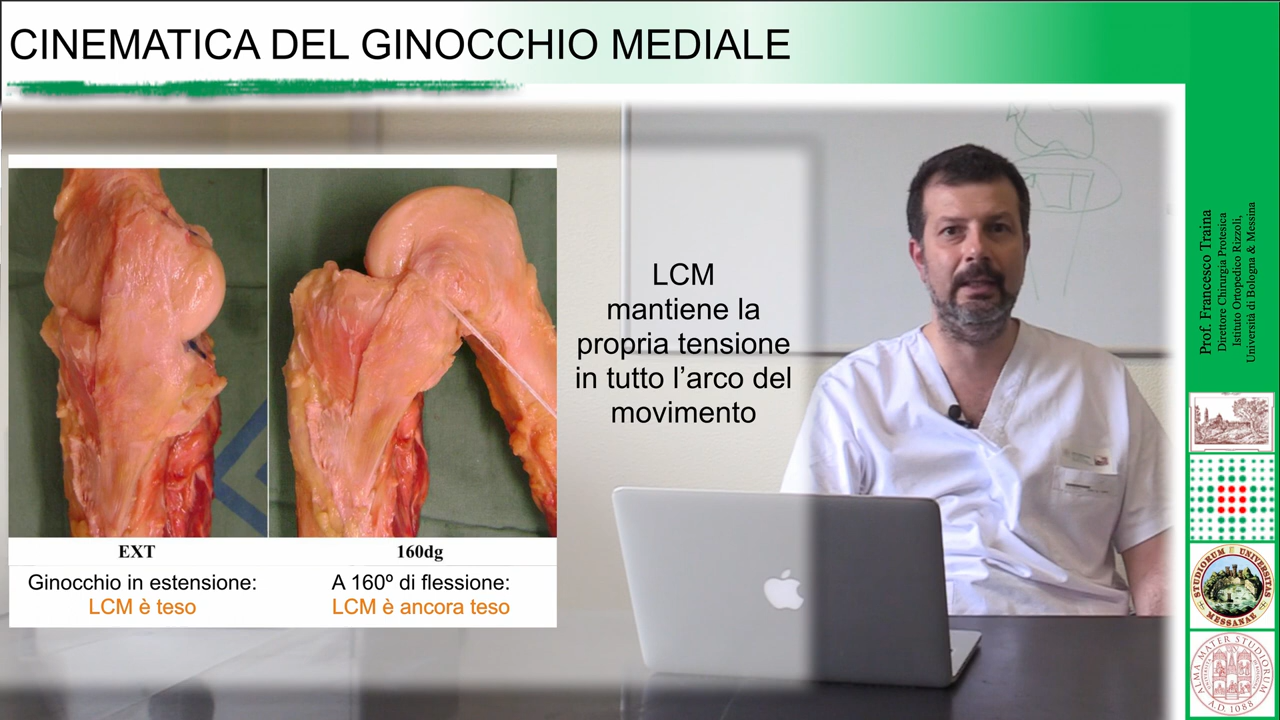 CINEMATICA DEL GINOCCHIO MEDIALE
EXT
160dg
Ginocchio in estensione:
LCM è teso
A 160º di flessione:
LCM è ancora teso
LCM
mantiene la
propria tensione
in tutto l’arco del
movimento
Prof. Francesco Traina
Direttore Chirurgia Protesica
Istituto Ortopedico Rizzoli,
Università di Bologna & Messina
STUDIORUM UNIVERSITAS
MESSANAE
ALMA MATER STUDIORUM
A.D. 1088